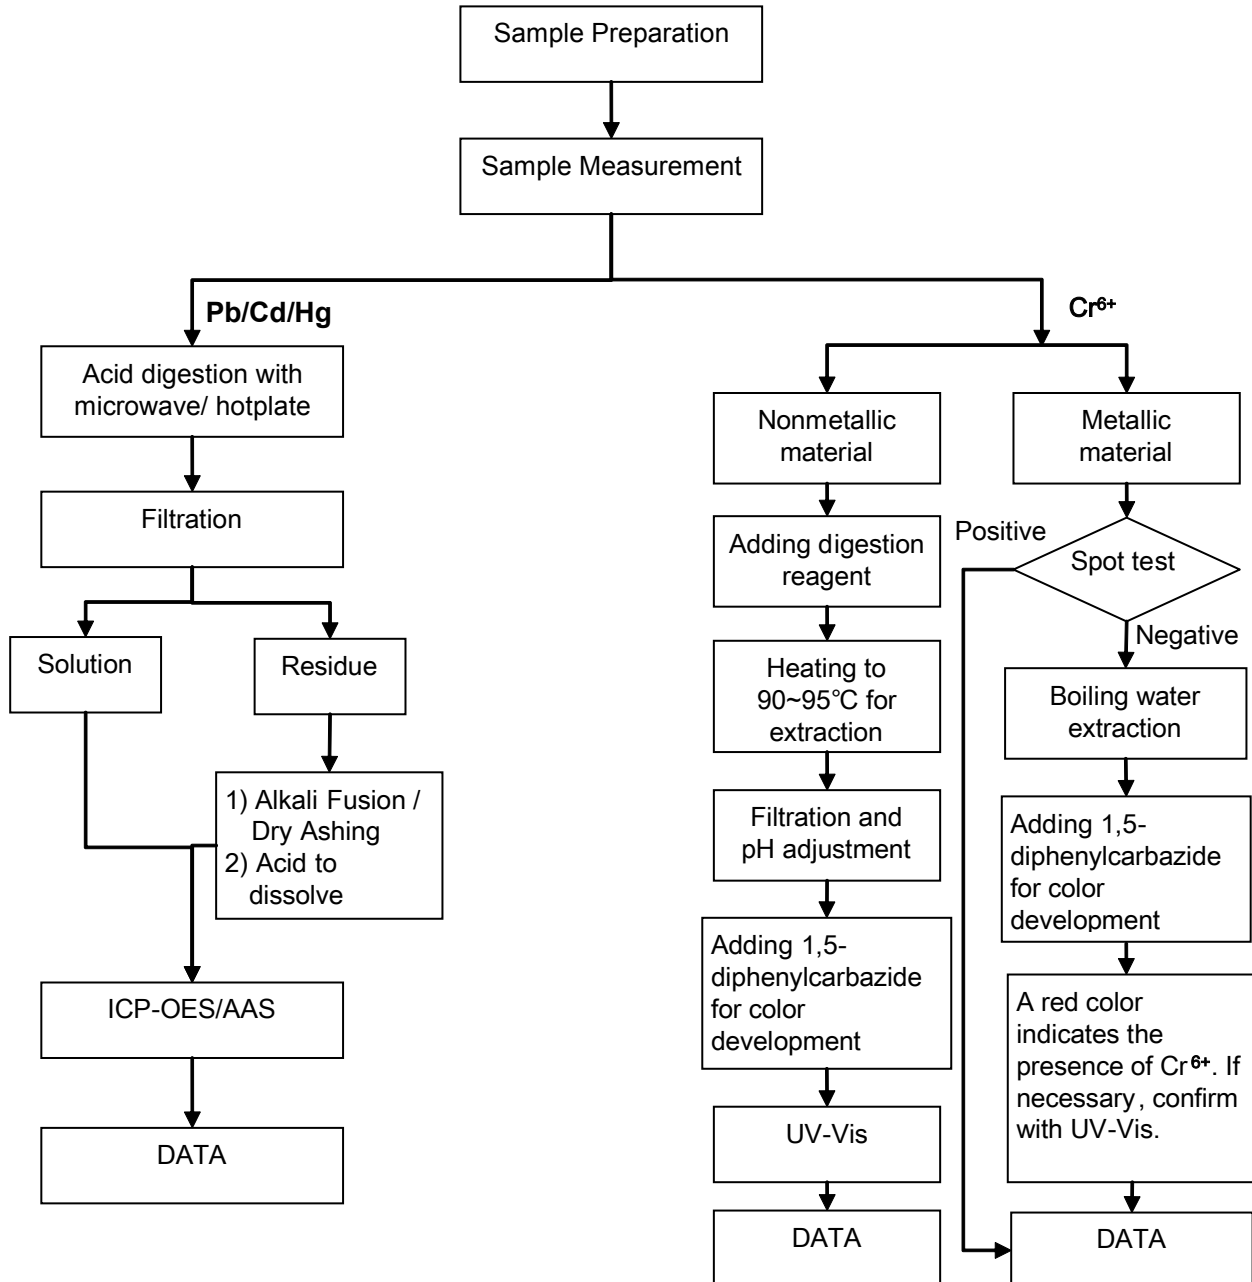 Sample Preparation
Sample Measurement
Pb/Cd/Hg
Acid digestion with
microwave/ hotplate
Filtration
Solution
Residue
1) Alkali Fusion /
Dry Ashing
2) Acid to
dissolve
ICP-OES/AAS
DATA
Cr⁶⁺
Nonmetallic
material
Adding digestion
reagent
Heating to
90~95℃ for
extraction
Filtration and
pH adjustment
Adding 1,5-
diphenylcarbazide
for color
development
UV-Vis
DATA
Metallic
material
Spot test
Positive
Negative
Boiling water
extraction
Adding 1,5-
diphenylcarbazide
for color
development
A red color
indicates the
presence of Cr⁶⁺. If
necessary, confirm
with UV-Vis.
DATA